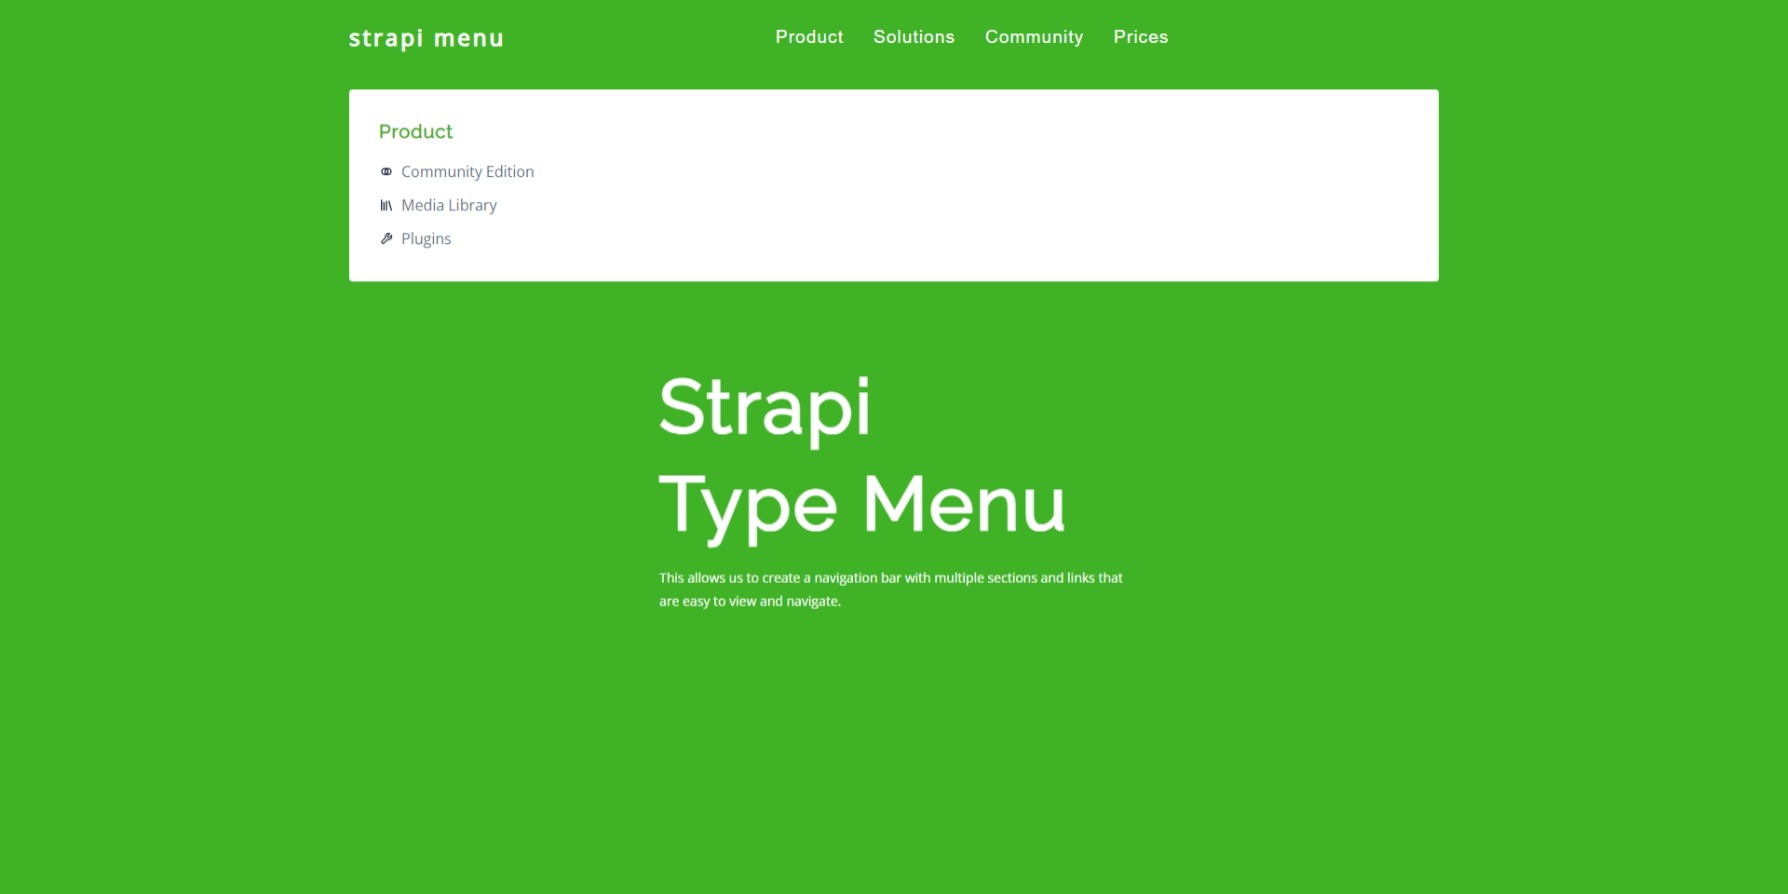 strapi menu
Product Solutions Community Prices
Product
Community Edition
Media Library
Plugins
Strapi
Type Menu
This allows us to create a navigation bar with multiple sections and links that
are easy to view and navigate.